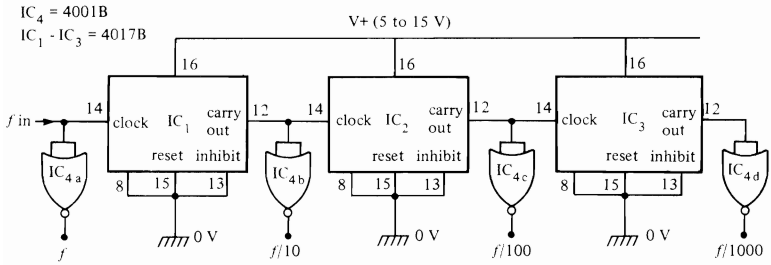 IC4 = 4001B
IC1 - IC3 = 4017B
V+ (5 to 15 V)
16 16 16
f in 14 clock IC1 carry out 12 14 clock IC2 carry out 12 14 clock IC3 carry out 12
reset inhibit reset inhibit reset inhibit
IC4a 8 15 13 IC4b 8 15 13 IC4c 8 15 13 IC4d
0 V 0 V 0 V
f f/10 f/100 f/1000